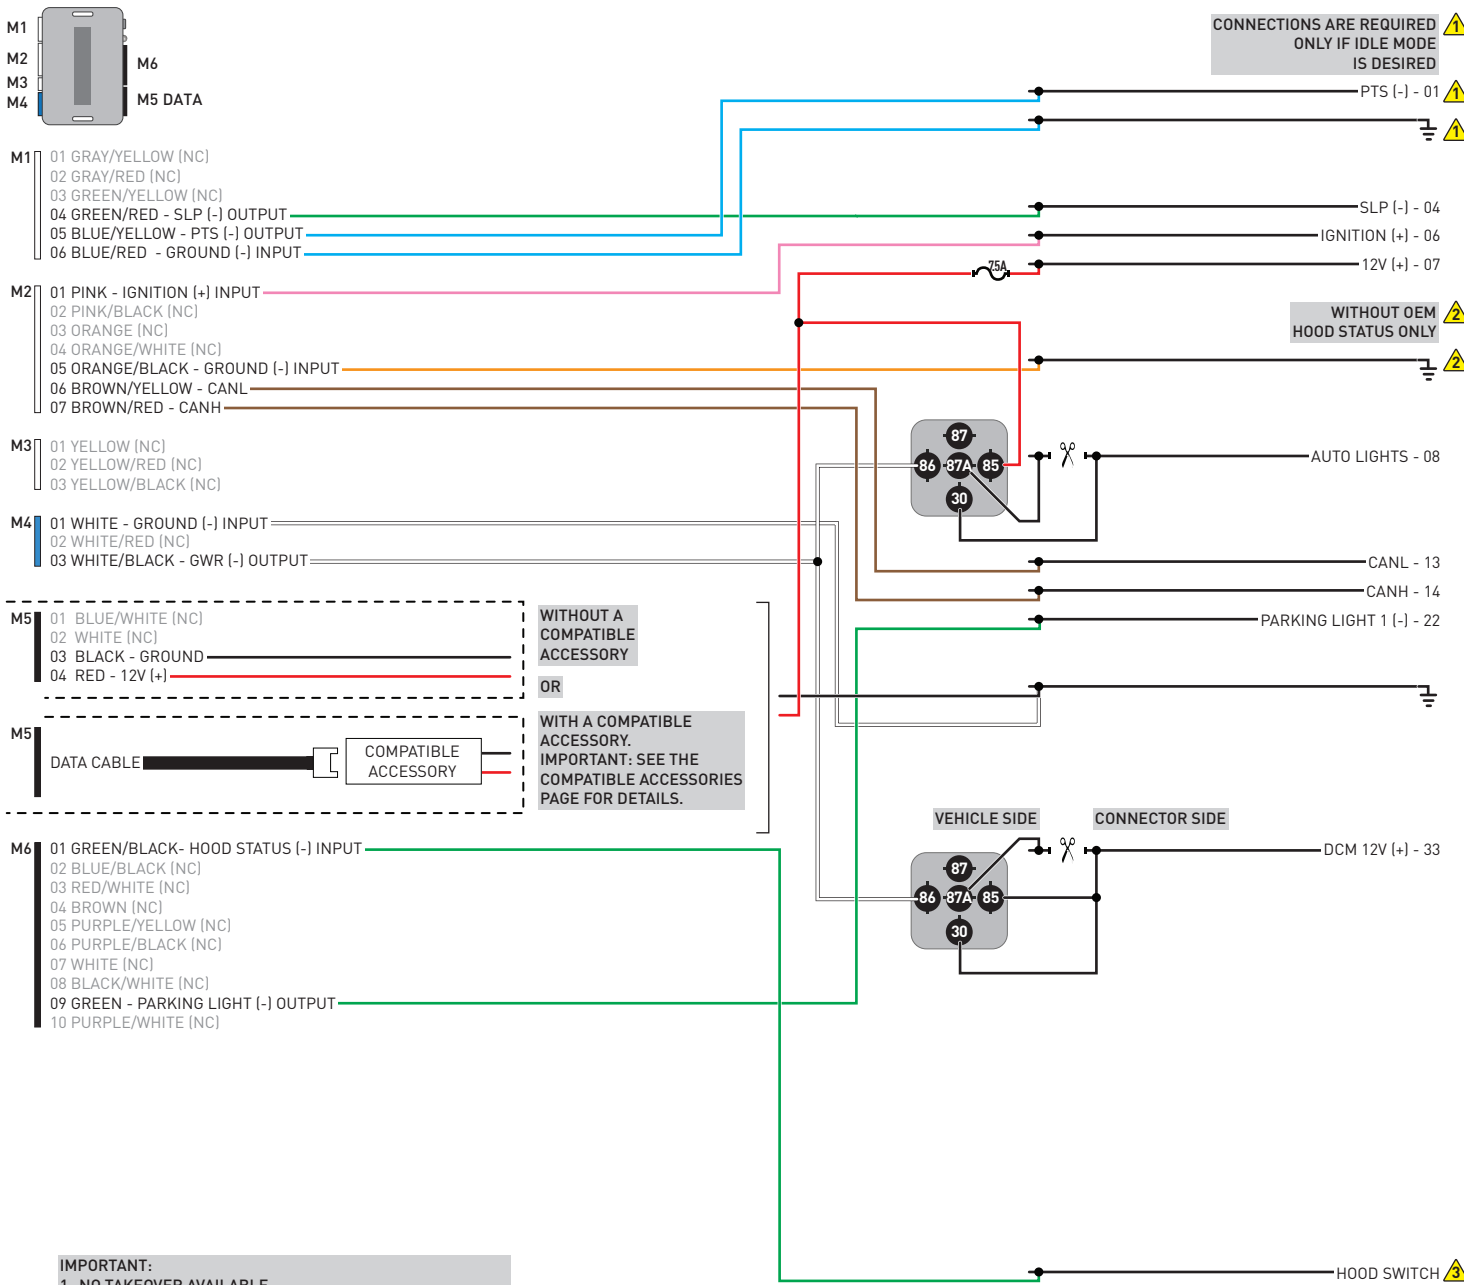 M1
M2
M3
M4
M6
M5 DATA
CONNECTIONS ARE REQUIRED
ONLY IF IDLE MODE
IS DESIRED
1
PTS (-) - 01
1
1
M1
01 GRAY/YELLOW (NC)
02 GRAY/RED (NC)
03 GREEN/YELLOW (NC)
04 GREEN/RED - SLP (-) OUTPUT
05 BLUE/YELLOW - PTS (-) OUTPUT
06 BLUE/RED - GROUND (-) INPUT
SLP (-) - 04
IGNITION (+) - 06
7.5A
12V (+) - 07
M2
01 PINK - IGNITION (+) INPUT
02 PINK/BLACK (NC)
03 ORANGE (NC)
04 ORANGE/WHITE (NC)
05 ORANGE/BLACK - GROUND (-) INPUT
06 BROWN/YELLOW - CANL
07 BROWN/RED - CANH
WITHOUT OEM
HOOD STATUS ONLY
2
2
M3
01 YELLOW (NC)
02 YELLOW/RED (NC)
03 YELLOW/BLACK (NC)
87
86 87A 85
30
AUTO LIGHTS - 08
M4
01 WHITE - GROUND (-) INPUT
02 WHITE/RED (NC)
03 WHITE/BLACK - GWR (-) OUTPUT
CANL - 13
CANH - 14
PARKING LIGHT 1 (-) - 22
M5
01 BLUE/WHITE (NC)
02 WHITE (NC)
03 BLACK - GROUND
04 RED - 12V (+)
WITHOUT A
COMPATIBLE
ACCESSORY
OR
M5
DATA CABLE
COMPATIBLE
ACCESSORY
WITH A COMPATIBLE
ACCESSORY.
IMPORTANT: SEE THE
COMPATIBLE ACCESSORIES
PAGE FOR DETAILS.
VEHICLE SIDE
CONNECTOR SIDE
M6
01 GREEN/BLACK- HOOD STATUS (-) INPUT
02 BLUE/BLACK (NC)
03 RED/WHITE (NC)
04 BROWN (NC)
05 PURPLE/YELLOW (NC)
06 PURPLE/BLACK (NC)
07 WHITE (NC)
08 BLACK/WHITE (NC)
09 GREEN - PARKING LIGHT (-) OUTPUT
10 PURPLE/WHITE (NC)
87
86 87A 85
30
DCM 12V (+) - 33
IMPORTANT:
1- NO TAKEOVER AVAILABLE
HOOD SWITCH
3